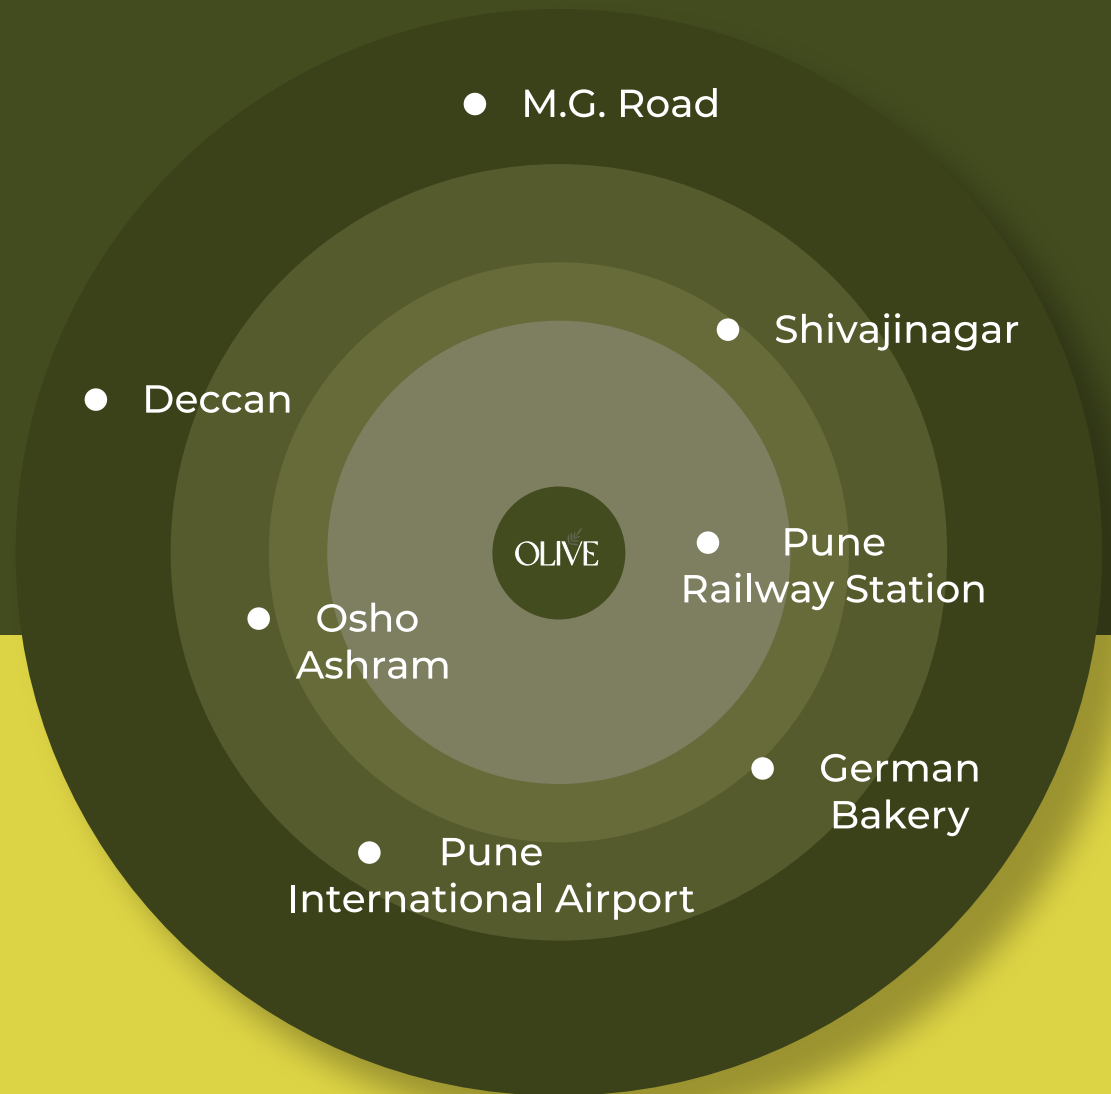 M.G. Road
Shivajinagar
Deccan
OLIVE
Pune
Railway Station
Osho
Ashram
German
Bakery
Pune
International Airport